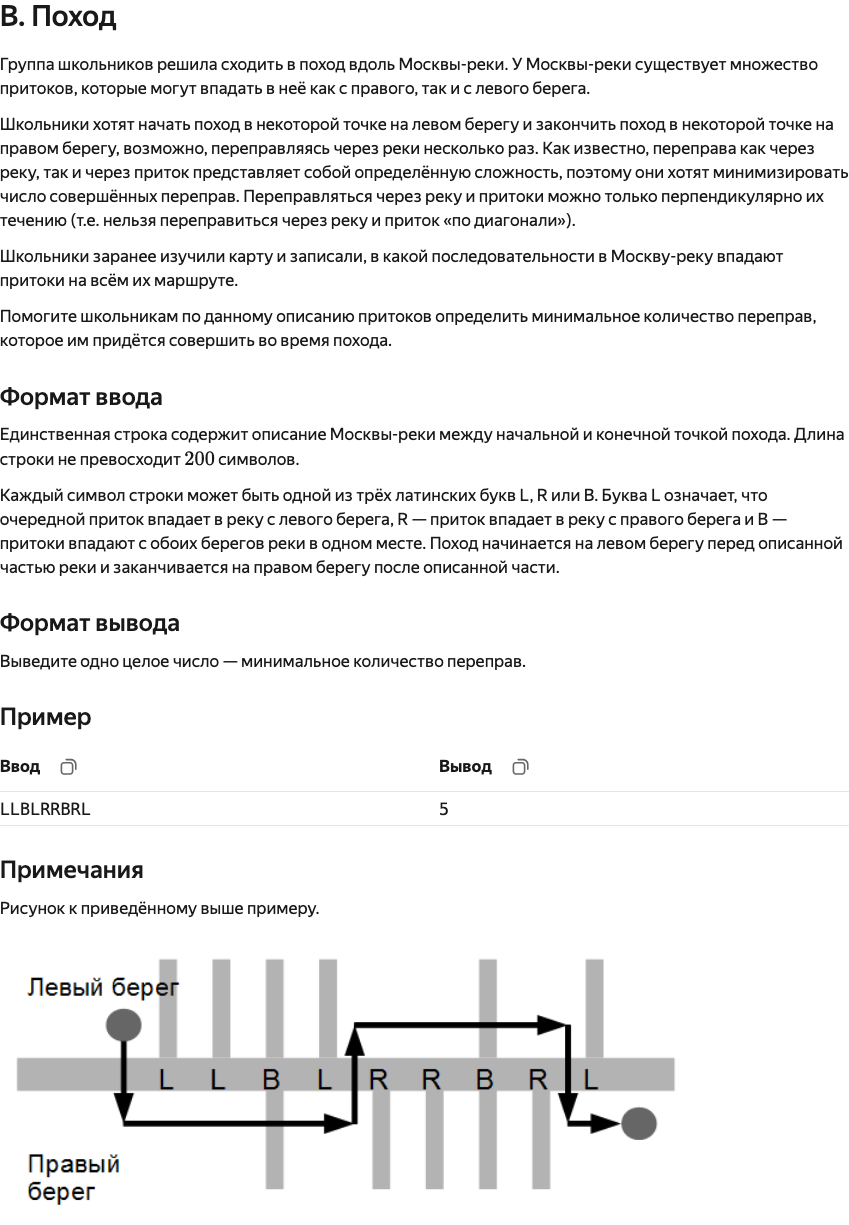 В. Поход
Группа школьников решила сходить в поход вдоль Москвы-реки. У Москвы-реки существует множество
притоков, которые могут впадать в неё как с правого, так и с левого берега.
Школьники хотят начать поход в некоторой точке на левом берегу и закончить поход в некоторой точке на
правом берегу, возможно, переправляясь через реки несколько раз. Как известно, переправа как через
реку, так и через приток представляет собой определённую сложность, поэтому они хотят минимизировать
число совершённых переправ. Переправляться через реку и притоки можно только перпендикулярно их
течению (т.е. нельзя переправиться через реку и приток «по диагонали»).
Школьники заранее изучили карту и записали, в какой последовательности в Москву-реку впадают
притоки на всём их маршруте.
Помогите школьникам по данному описанию притоков определить минимальное количество переправ,
которое им придётся совершить во время похода.
Формат ввода
Единственная строка содержит описание Москвы-реки между начальной и конечной точкой похода. Длина
строки не превосходит 200 символов.
Каждый символ строки может быть одной из трёх латинских букв L, R или B. Буква L означает, что
очередной приток впадает в реку с левого берега, R — приток впадает в реку с правого берега и B —
притоки впадают с обоих берегов реки в одном месте. Поход начинается на левом берегу перед описанной
частью реки и заканчивается на правом берегу после описанной части.
Формат вывода
Выведите одно целое число — минимальное количество переправ.
Пример
Ввод Вывод
LLBLRRBRL 5
Примечания
Рисунок к приведённому выше примеру.
Левый берег
L L B L R R B R L
Правый
берег